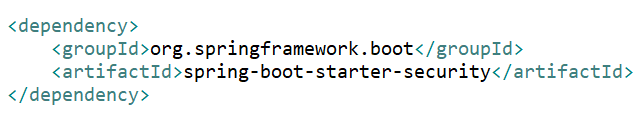 <dependency>
    <groupId>org.springframework.boot</groupId>
    <artifactId>spring-boot-starter-security</artifactId>
</dependency>